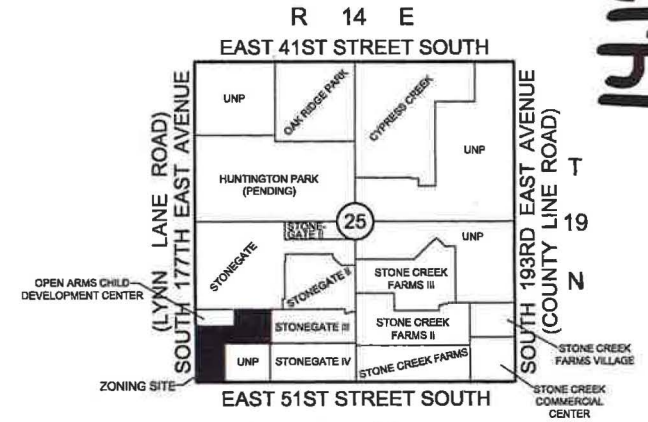 R 14 E
EAST 41ST STREET SOUTH
SOUTH 177TH EAST AVENUE
(LYNN LANE ROAD)
UNP
OAK RIDGE PARK
CYPRESS CREEK
UNP
SOUTH 193RD EAST AVENUE
(COUNTY LINE ROAD)
T
19
N
HUNTINGTON PARK
(PENDING)
25
STONE-
GATE II
STONEGATE
UNP
STONEGATE II
STONE CREEK
FARMS III
OPEN ARMS CHILD
DEVELOPMENT CENTER
STONEGATE III
STONE CREEK
FARMS II
STONE CREEK
FARMS VILLAGE
UNP
STONEGATE IV
STONE CREEK FARMS
ZONING SITE
STONE CREEK
COMMERCIAL
CENTER
EAST 51ST STREET SOUTH